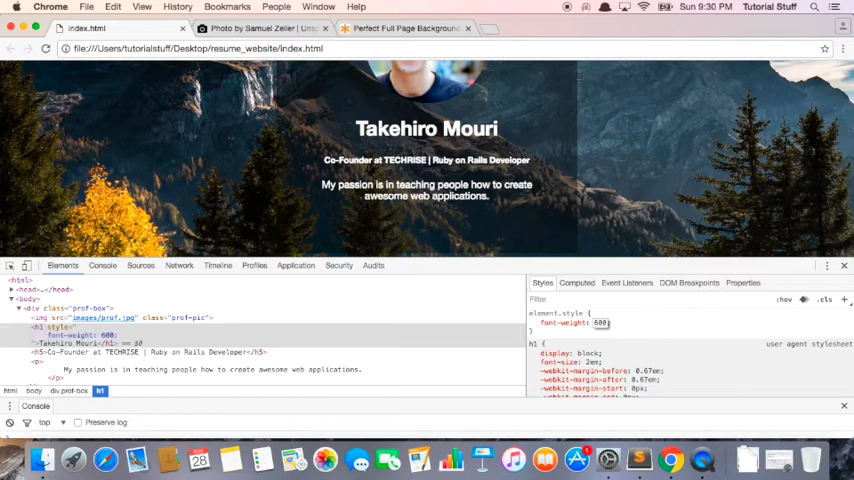 Chrome File Edit View History Bookmarks People Window Help Sun 9:30 PM Tutorial Stuff
index.html Photo by Samuel Zeller | Unsp Perfect Full Page Background
file:///Users/tutorialstuff/Desktop/resume_website/index.html
Takehiro Mouri
Co-Founder at TECHRISE | Ruby on Rails Developer
My passion is in teaching people how to create
awesome web applications.
Elements Console Sources Network Timeline Profiles Application Security Audits
<html>
<head>…</head>
<body>
<div class="prof-box">
<img src="images/prof.jpg" class="prof-pic">
<h1 style="
font-weight: 600;
">Takehiro Mouri</h1> == $0
<h5>Co-Founder at TECHRISE | Ruby on Rails Developer</h5>
<p>
My passion is in teaching people how to create awesome web applications.
</p>
html body div.prof-box h1
Styles Computed Event Listeners DOM Breakpoints Properties
Filter :hov .cls +
element.style {
font-weight: 600;
}
h1 { user agent stylesheet
display: block;
font-size: 2em;
-webkit-margin-before: 0.67em;
-webkit-margin-after: 0.67em;
-webkit-margin-start: 0px;
Console
top Preserve log
AUG
28
1